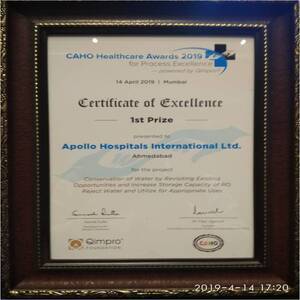 CAHO Healthcare Awards 2019
for Process Excellence
powered by Qimpro
14 April 2019 | Mumbai
Certificate of Excellence
1st Prize
presented to
Apollo Hospitals International Ltd.
Ahmedabad
for the project
Conservation of Water by Revisiting Existing
Opportunities and Increase Storage Capacity of RO
Reject Water and Utilize for Appropriate Uses
Qimpro
FOUNDATION
CAHO
2019-4-14 17:20